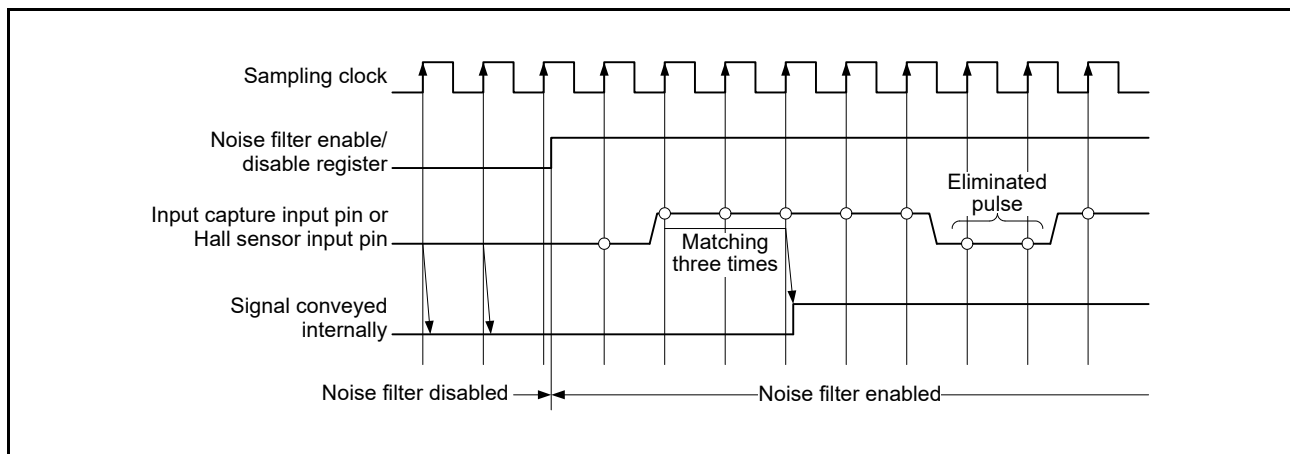 Sampling clock
Noise filter enable/
disable register
Eliminated
pulse
Input capture input pin or
Hall sensor input pin
Matching
three times
Signal conveyed
internally
Noise filter disabled
Noise filter enabled